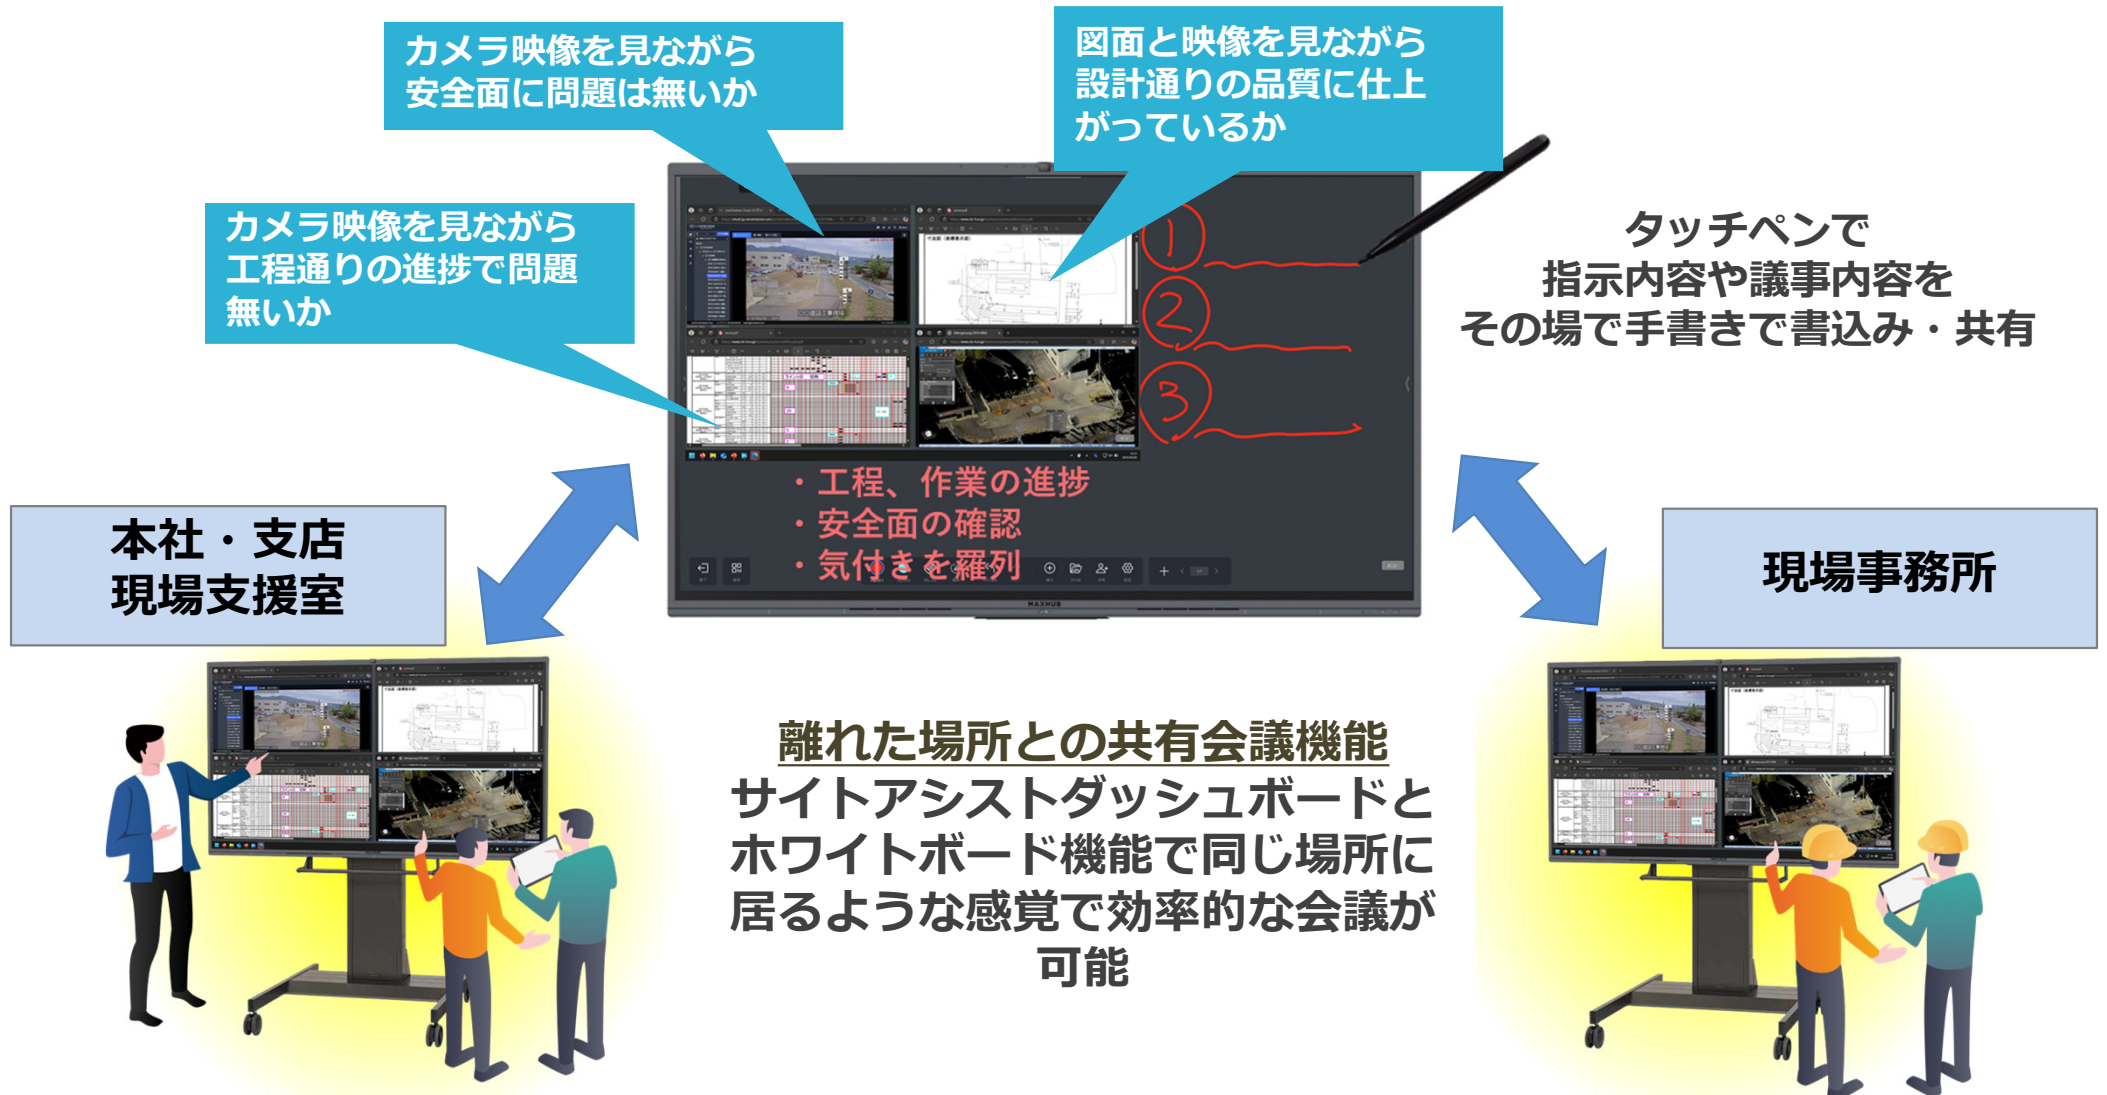 カメラ映像を見ながら
安全面に問題は無いか
図面と映像を見ながら
設計通りの品質に仕上
がっているか
カメラ映像を見ながら
工程通りの進捗で問題
無いか
タッチペンで
指示内容や議事内容を
その場で手書きで書込み・共有
①
②
③
・工程、作業の進捗
・安全面の確認
・気付きを羅列
MAXHUB
本社・支店
現場支援室
現場事務所
離れた場所との共有会議機能
サイトアシストダッシュボードと
ホワイトボード機能で同じ場所に
居るような感覚で効率的な会議が
可能